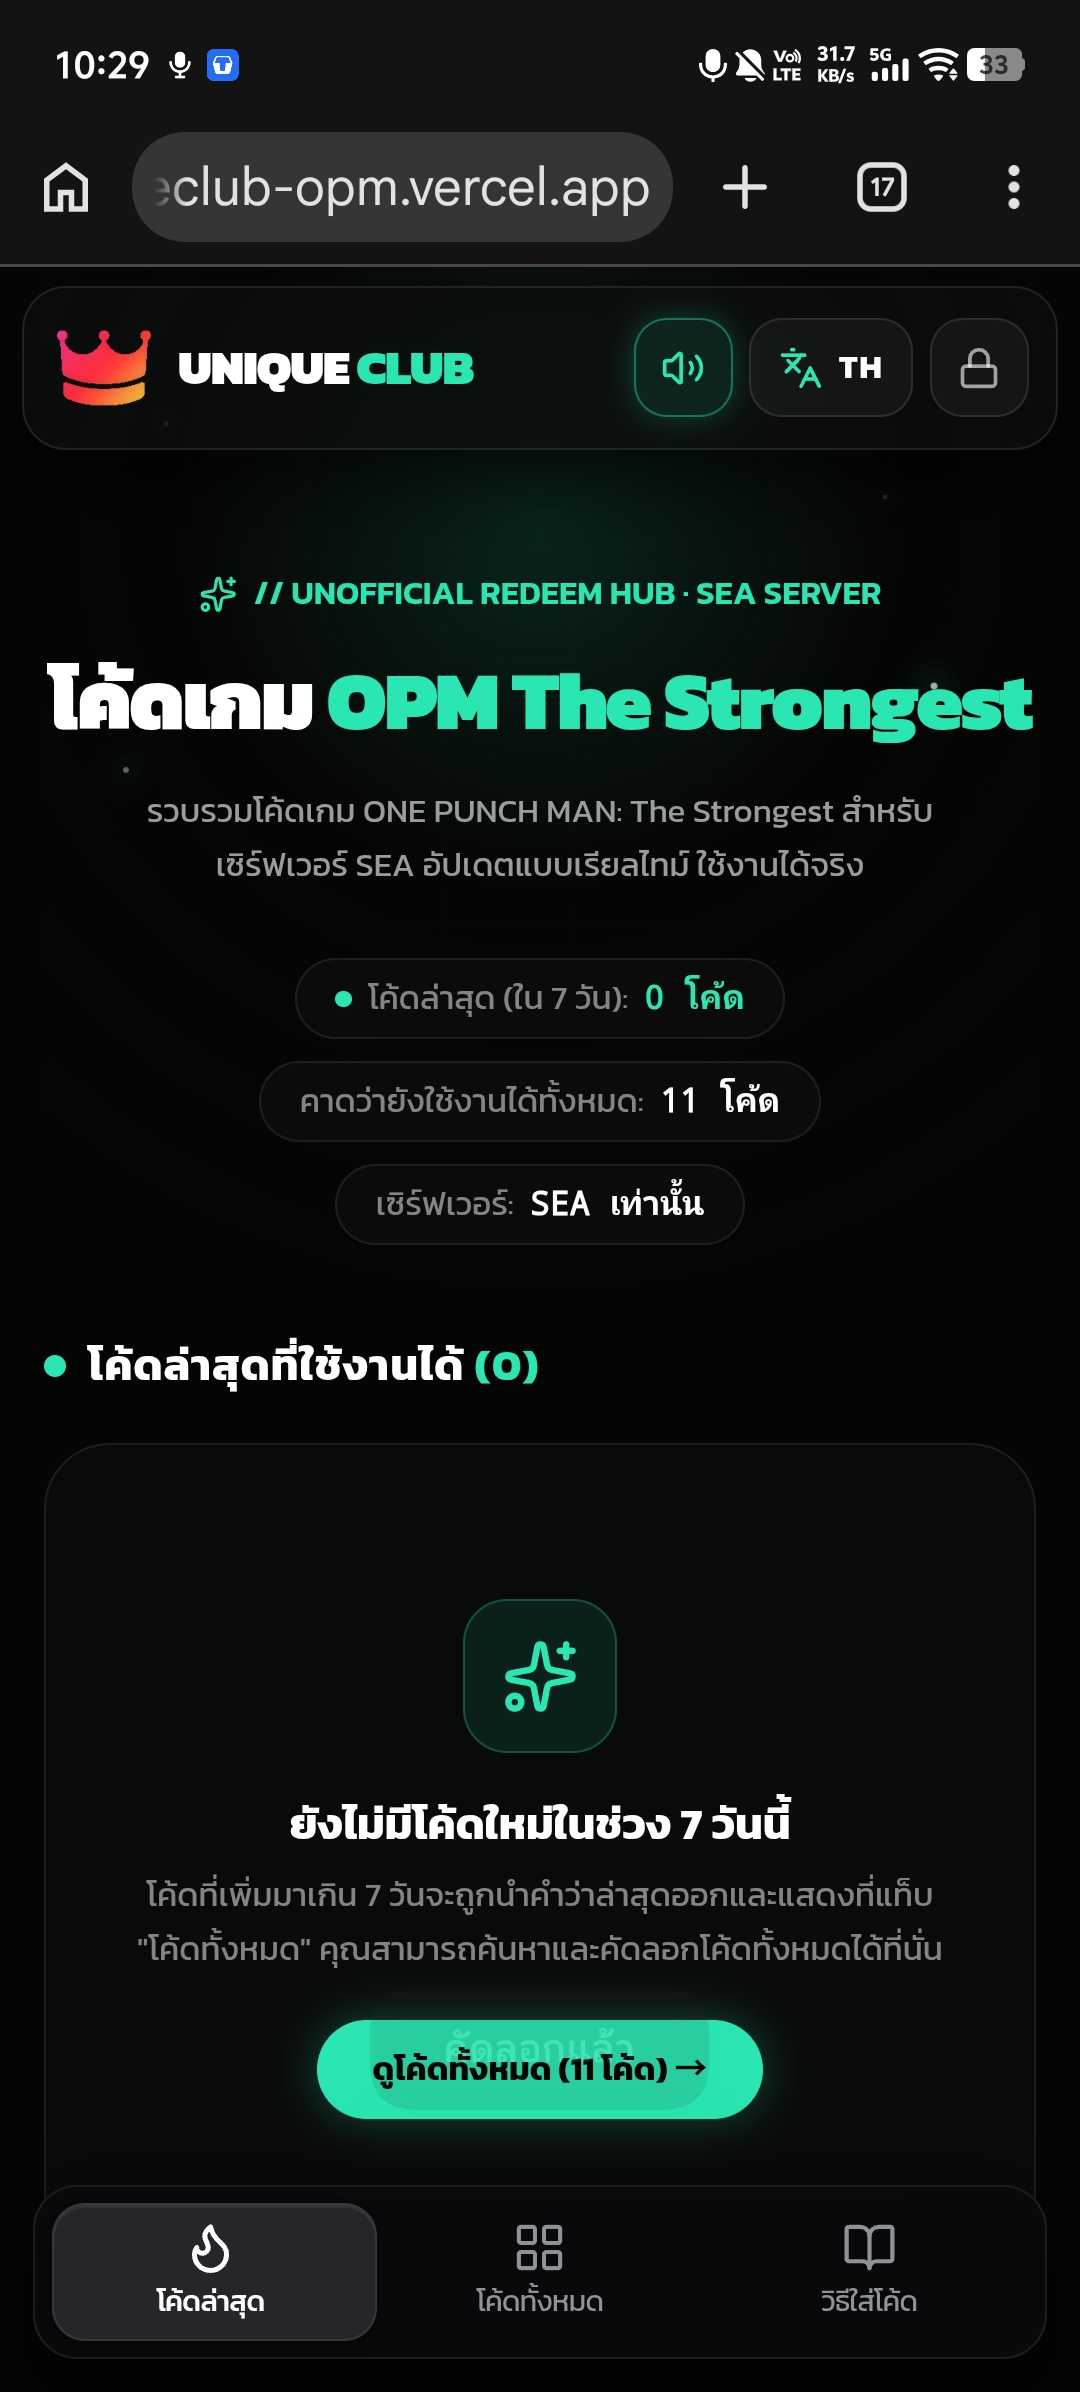 10:29
Vo)) LTE
31.7 KB/s
5G
33
eclub-opm.vercel.app
17
UNIQUE CLUB
TH
// UNOFFICIAL REDEEM HUB · SEA SERVER
โค้ดเกม OPM The Strongest
รวบรวมโค้ดเกม ONE PUNCH MAN: The Strongest สำหรับ
เซิร์ฟเวอร์ SEA อัปเดตแบบเรียลไทม์ ใช้งานได้จริง
โค้ดล่าสุด (ใน 7 วัน): 0 โค้ด
คาดว่ายังใช้งานได้ทั้งหมด: 11 โค้ด
เซิร์ฟเวอร์: SEA เท่านั้น
โค้ดล่าสุดที่ใช้งานได้ (0)
ยังไม่มีโค้ดใหม่ในช่วง 7 วันนี้
โค้ดที่เพิ่มมาเกิน 7 วันจะถูกนำคำว่าล่าสุดออกและแสดงที่แท็บ
"โค้ดทั้งหมด" คุณสามารถค้นหาและคัดลอกโค้ดทั้งหมดได้ที่นั่น
คัดลอกแล้ว
ดูโค้ดทั้งหมด (11 โค้ด) →
โค้ดล่าสุด
โค้ดทั้งหมด
วิธีใส่โค้ด